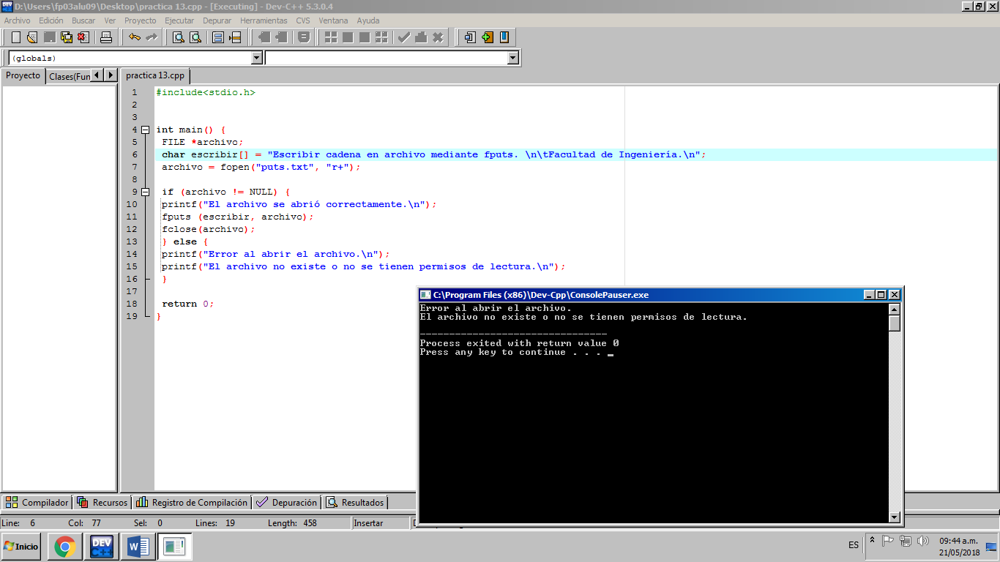 D:\Users\fp03alu09\Desktop\practica 13.cpp - [Executing] - Dev-C++ 5.3.0.4
Archivo Edición Buscar Ver Proyecto Ejecutar Depurar Herramientas CVS Ventana Ayuda
(globals)
Proyecto Clases(Fun practica 13.cpp
1 #include<stdio.h>
2
3
4 int main() {
5 FILE *archivo;
6 char escribir[] = "Escribir cadena en archivo mediante fputs. \n\tFacultad de Ingeniería.\n";
7 archivo = fopen("puts.txt", "r+");
8
9 if (archivo != NULL) {
10 printf("El archivo se abrió correctamente.\n");
11 fputs (escribir, archivo);
12 fclose(archivo);
13 } else {
14 printf("Error al abrir el archivo.\n");
15 printf("El archivo no existe o no se tienen permisos de lectura.\n");
16 }
17
18 return 0;
19 }
C:\Program Files (x86)\Dev-Cpp\ConsolePauser.exe
Error al abrir el archivo.
El archivo no existe o no se tienen permisos de lectura.
--------------------------------
Process exited with return value 0
Press any key to continue . . . _
Compilador Recursos Registro de Compilación Depuración Resultados
Line: 6 Col: 77 Sel: 0 Lines: 19 Length: 458 Insertar
Inicio DEV C++ W ES 09:44 a.m.
21/05/2018